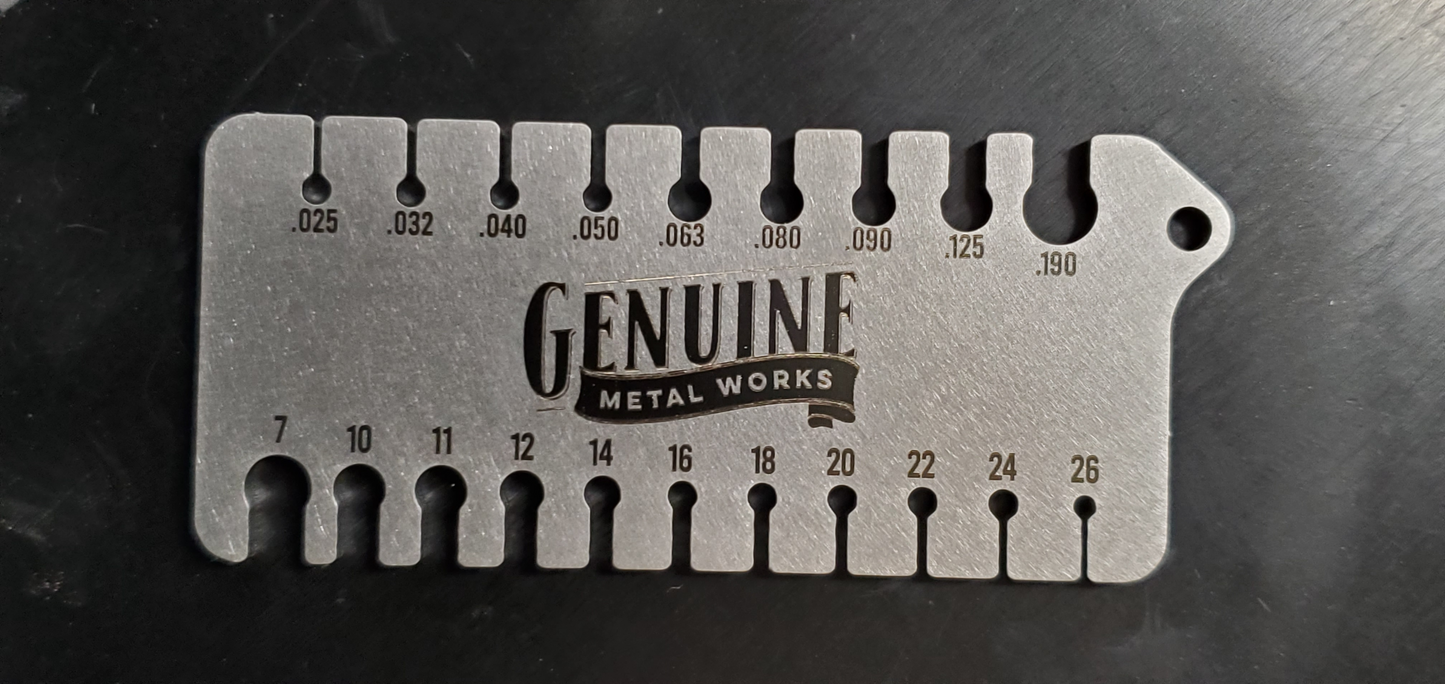 .025 .032 .040 .050 .063 .080 .090 .125 .190
GENUINE
METAL WORKS
7 10 11 12 14 16 18 20 22 24 26